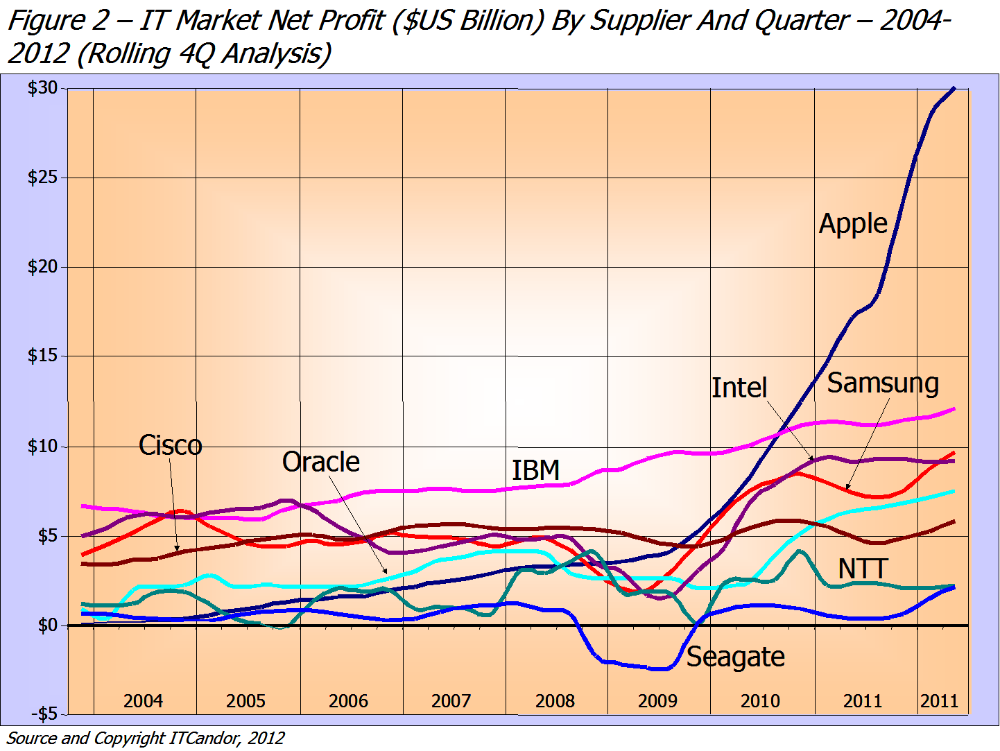 Figure 2 – IT Market Net Profit ($US Billion) By Supplier And Quarter – 2004-
2012 (Rolling 4Q Analysis)
$30
$25
Apple
$20
$15
Intel
Samsung
Cisco
$10
Oracle
IBM
$5
NTT
$0
Seagate
2004 2005 2006 2007 2008 2009 2010 2011 2011
-$5
Source and Copyright ITCandor, 2012